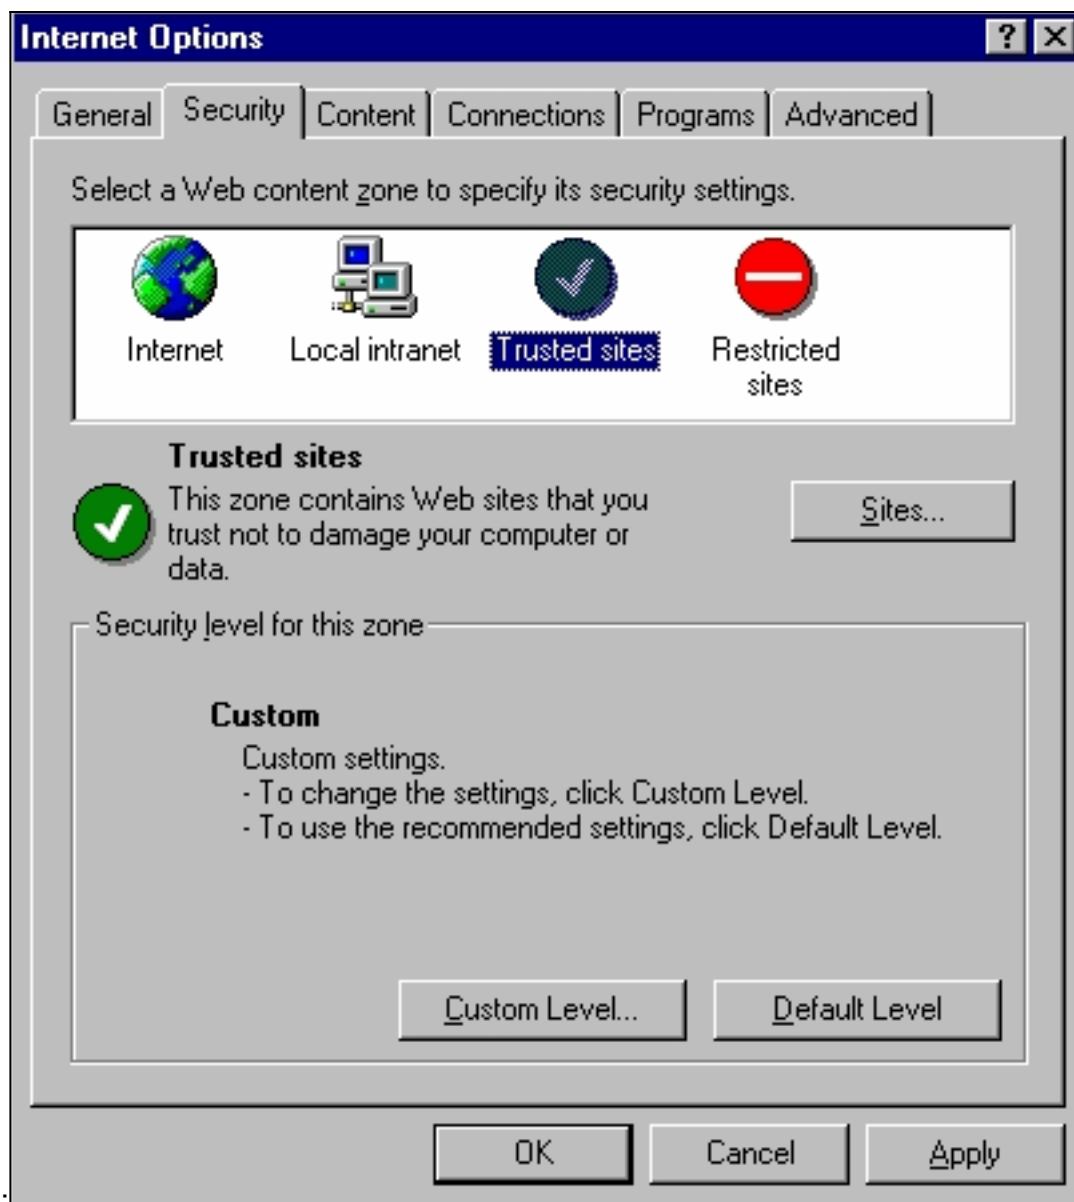 Internet Options
General Security Content Connections Programs Advanced
Select a Web content zone to specify its security settings.
Internet Local intranet Trusted sites Restricted
sites
Trusted sites
This zone contains Web sites that you
trust not to damage your computer or
data.
Sites...
Security level for this zone
Custom
Custom settings.
- To change the settings, click Custom Level.
- To use the recommended settings, click Default Level.
Custom Level... Default Level
OK Cancel Apply
.